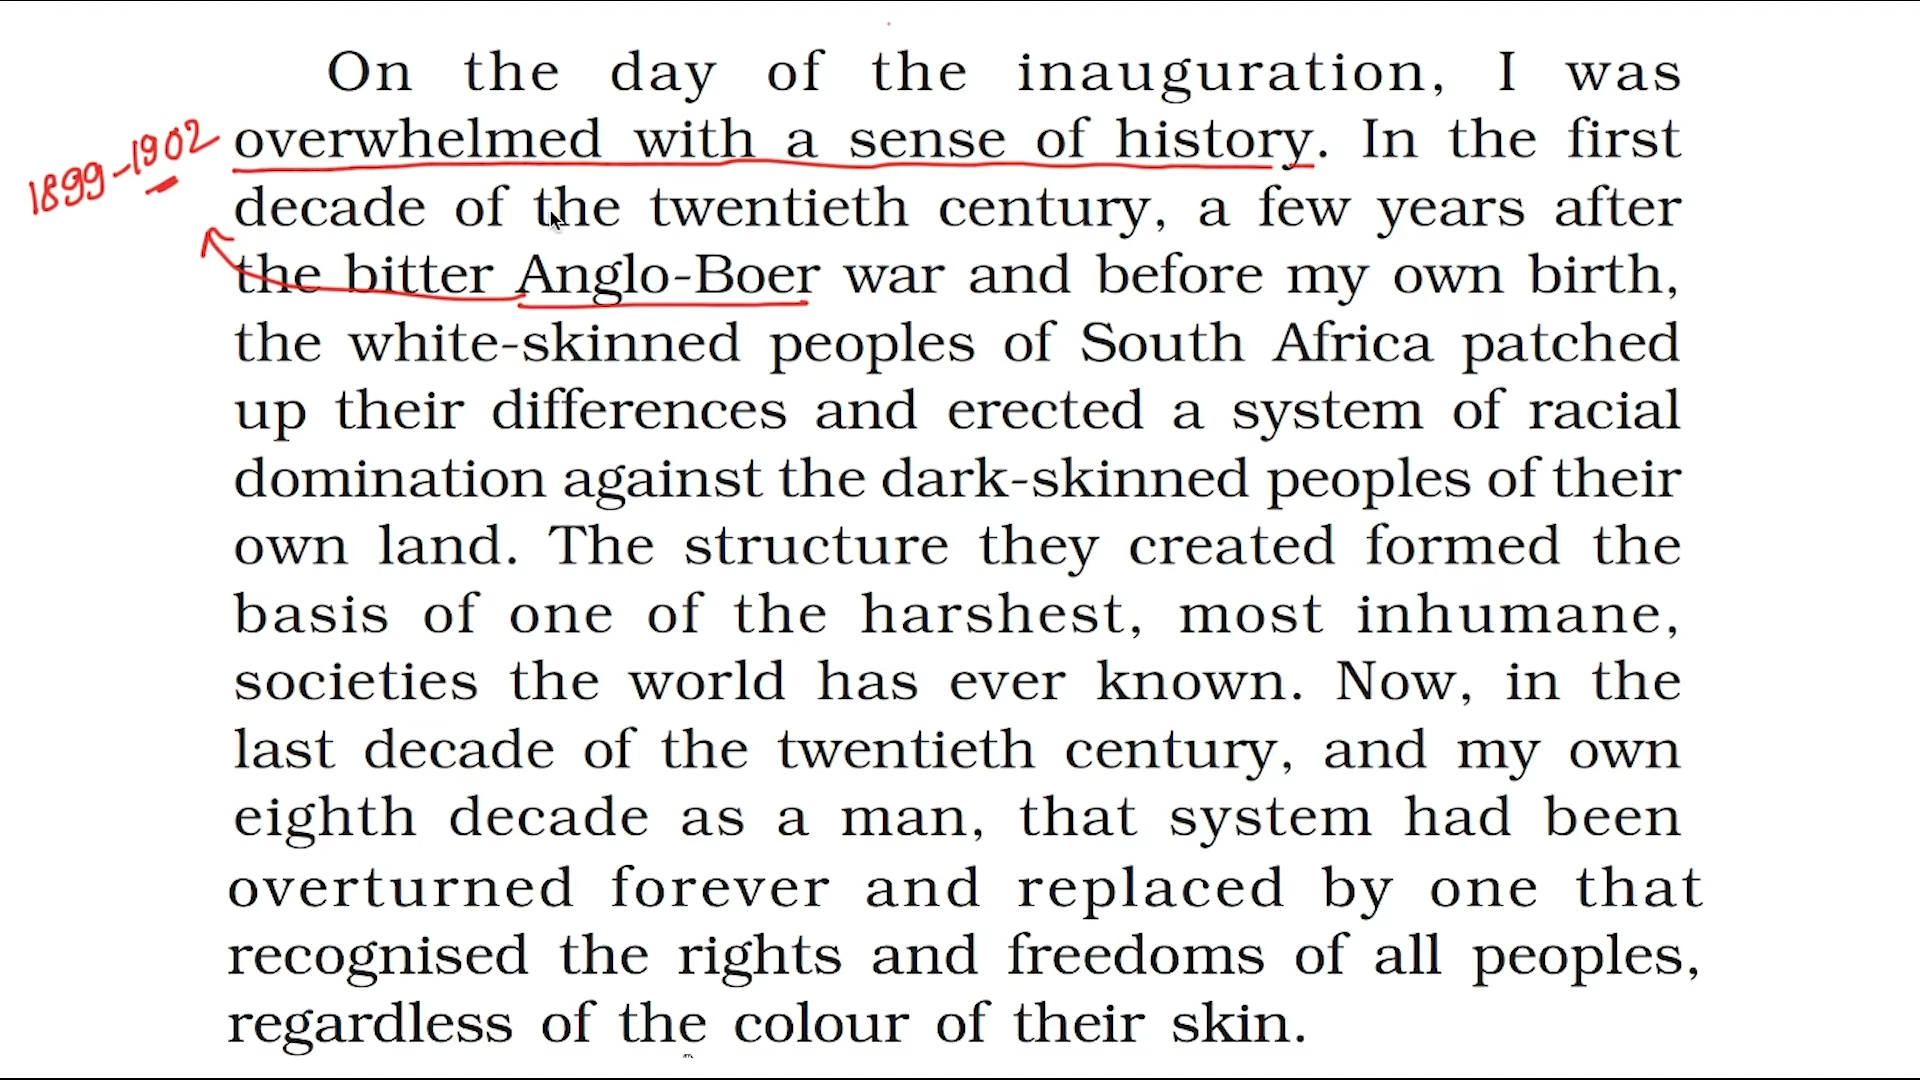 On the day of the inauguration, I was
1899-1902
overwhelmed with a sense of history. In the first
decade of the twentieth century, a few years after
the bitter Anglo-Boer war and before my own birth,
the white-skinned peoples of South Africa patched
up their differences and erected a system of racial
domination against the dark-skinned peoples of their
own land. The structure they created formed the
basis of one of the harshest, most inhumane,
societies the world has ever known. Now, in the
last decade of the twentieth century, and my own
eighth decade as a man, that system had been
overturned forever and replaced by one that
recognised the rights and freedoms of all peoples,
regardless of the colour of their skin.